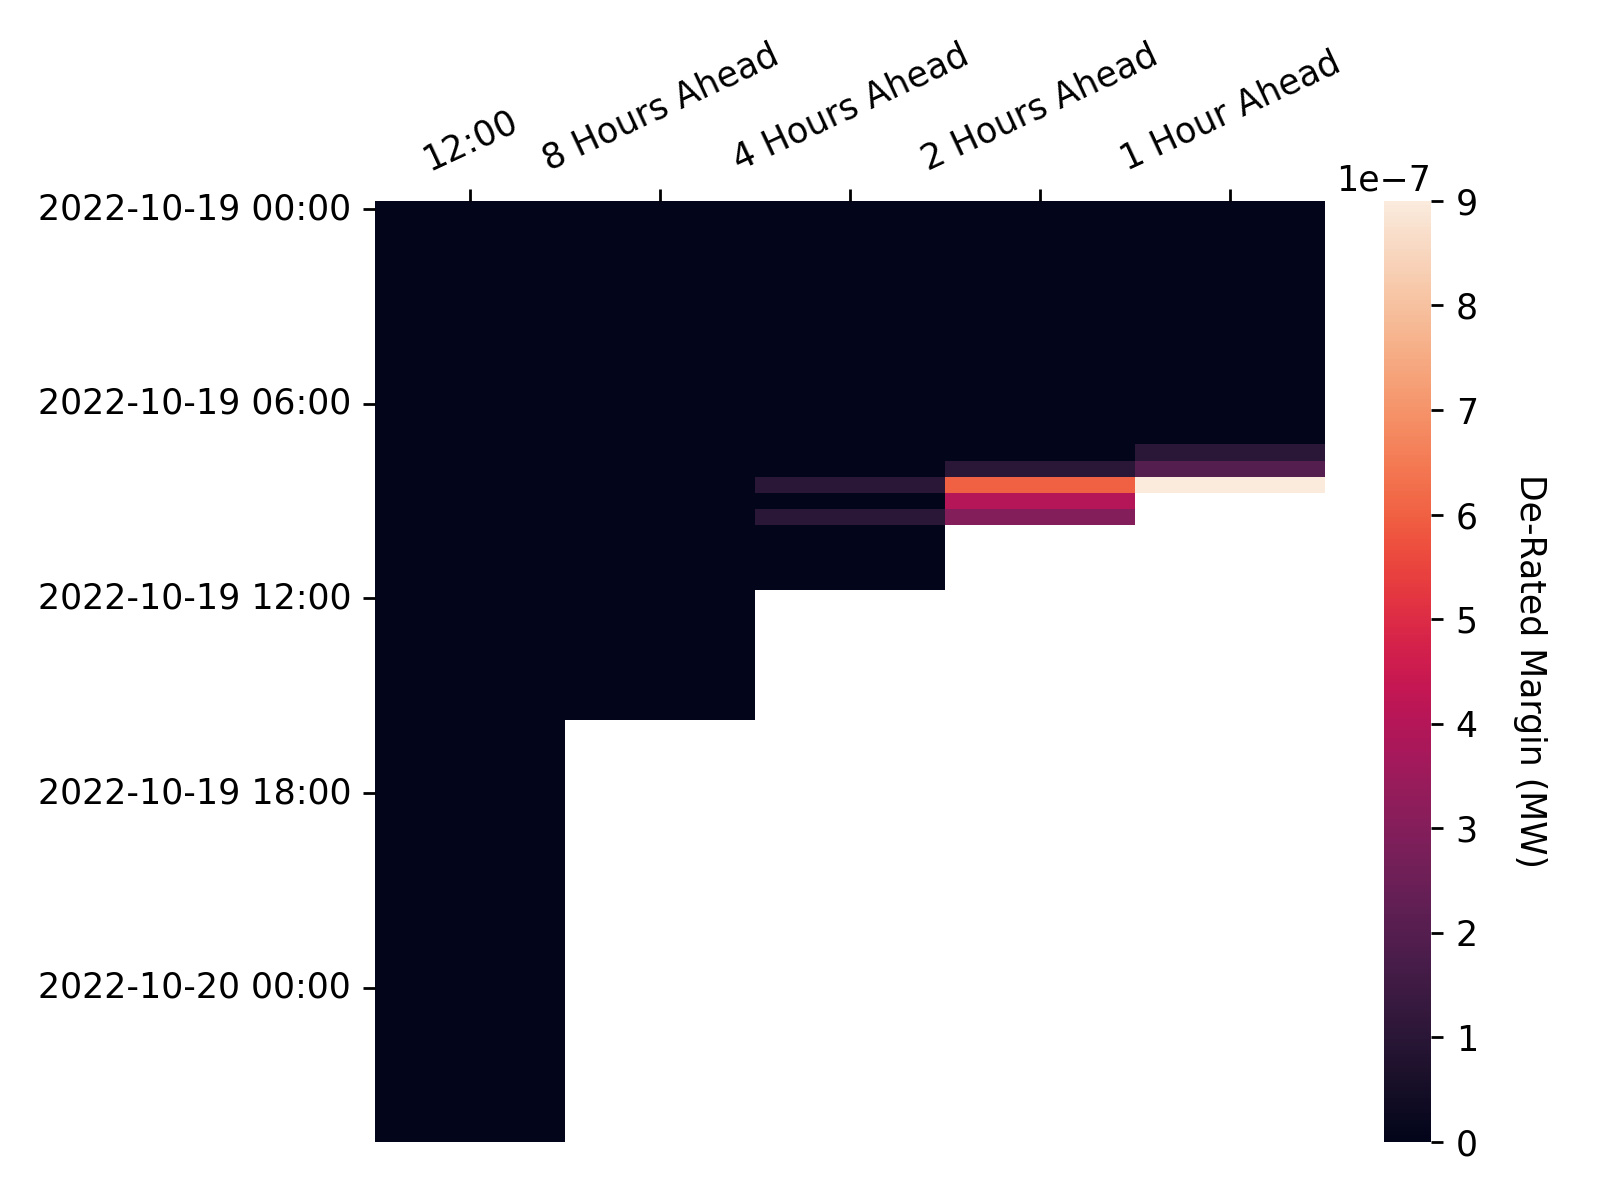 12:00
8 Hours Ahead
4 Hours Ahead
2 Hours Ahead
1 Hour Ahead
2022-10-19 00:00
2022-10-19 06:00
2022-10-19 12:00
2022-10-19 18:00
2022-10-20 00:00
1e−7
9
8
7
6
5
4
3
2
1
0
De-Rated Margin (MW)